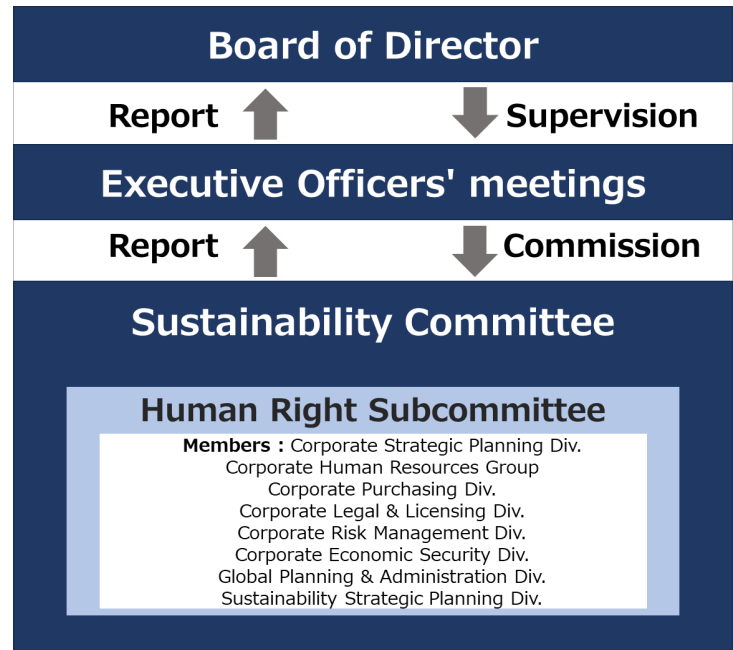 Board of Director
Report Supervision
Executive Officers' meetings
Report Commission
Sustainability Committee
Human Right Subcommittee
Members : Corporate Strategic Planning Div.
Corporate Human Resources Group
Corporate Purchasing Div.
Corporate Legal & Licensing Div.
Corporate Risk Management Div.
Corporate Economic Security Div.
Global Planning & Administration Div.
Sustainability Strategic Planning Div.